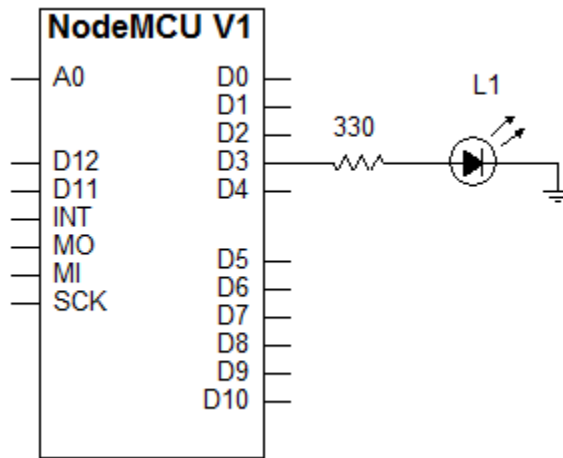 NodeMCU V1
A0 D0
D1
D2
D12 D3
D11 D4
INT
MO
MI D5
SCK D6
D7
D8
D9
D10
330
L1